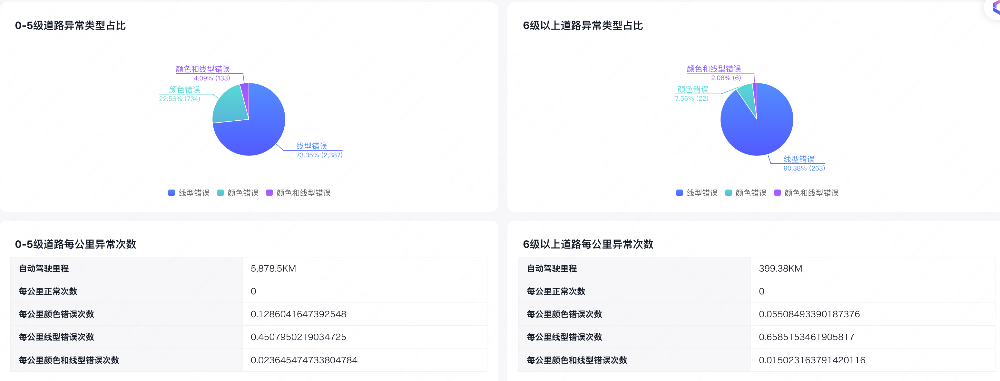 0-5级道路异常类型占比
颜色和线型错误
4.09% (133)
颜色错误
22.56% (734)
线型错误
73.35% (2,387)
线型错误 颜色错误 颜色和线型错误
6级以上道路异常类型占比
颜色和线型错误
2.06% (6)
颜色错误
7.56% (22)
线型错误
90.38% (263)
线型错误 颜色错误 颜色和线型错误
0-5级道路每公里异常次数
自动驾驶里程 5,878.5KM
每公里正常次数 0
每公里颜色错误次数 0.1286041647392548
每公里线型错误次数 0.4507950219034725
每公里颜色和线型错误次数 0.023645474733804784
6级以上道路每公里异常次数
自动驾驶里程 399.38KM
每公里正常次数 0
每公里颜色错误次数 0.05508493390187376
每公里线型错误次数 0.6585153461905817
每公里颜色和线型错误次数 0.015023163791420116